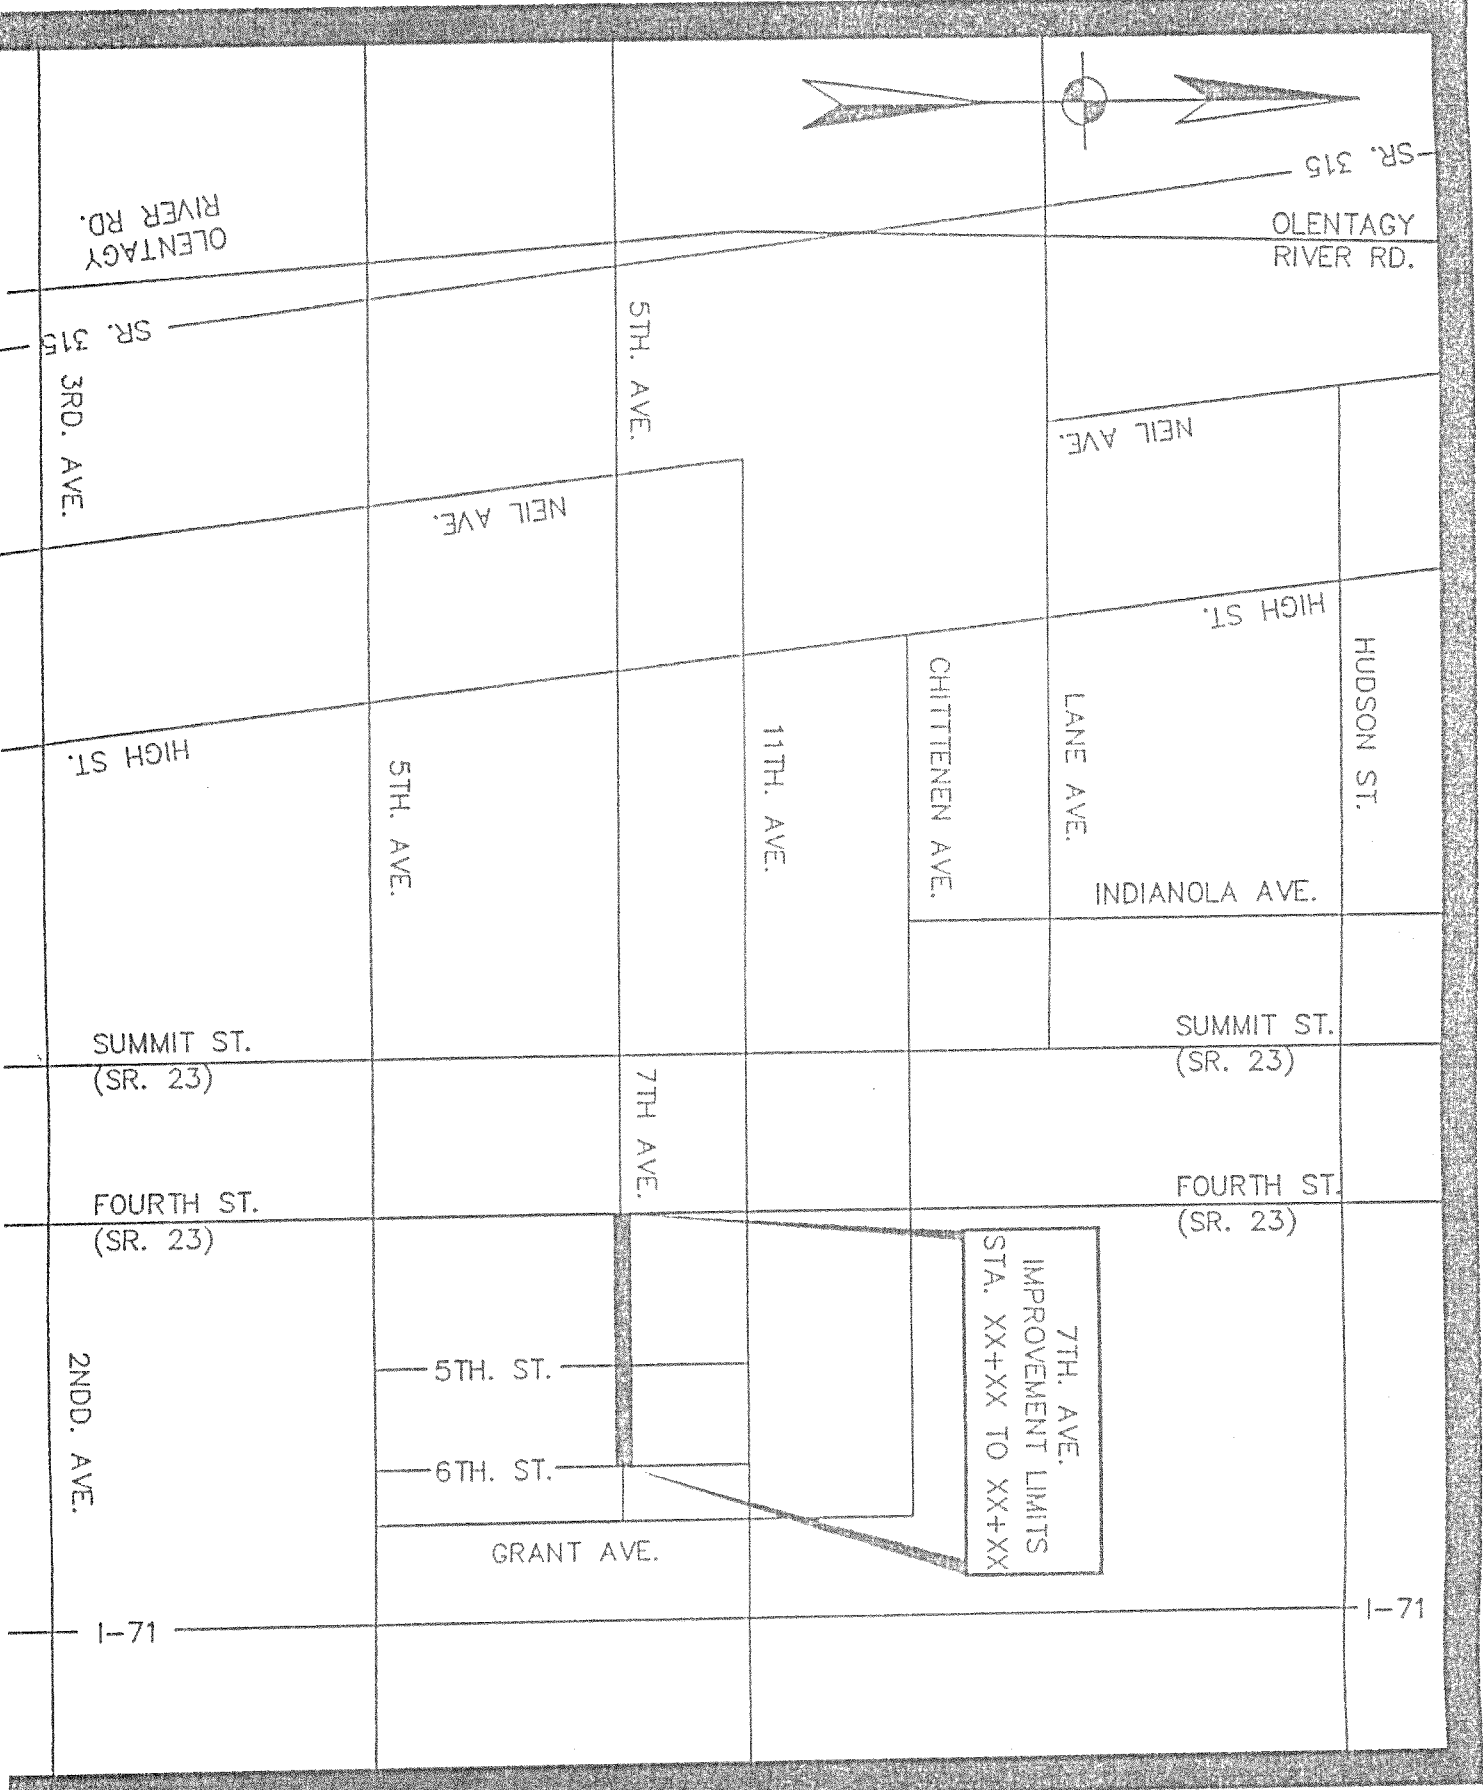 SR. 315
OLENTAGY
RIVER RD.
OLENTAGY
RIVER RD.
SR. 315
3RD. AVE.
5TH. AVE.
NEIL AVE.
NEIL AVE.
HIGH ST.
HIGH ST.
5TH. AVE.
11TH. AVE.
CHITTTENEN AVE.
LANE AVE.
HUDSON ST.
INDIANOLA AVE.
SUMMIT ST.
(SR. 23)
SUMMIT ST.
(SR. 23)
7TH AVE.
FOURTH ST.
(SR. 23)
FOURTH ST.
(SR. 23)
7TH. AVE.
IMPROVEMENT LIMITS
STA. XX+XX TO XX+XX
2NDD. AVE.
5TH. ST.
6TH. ST.
GRANT AVE.
I-71
I-71